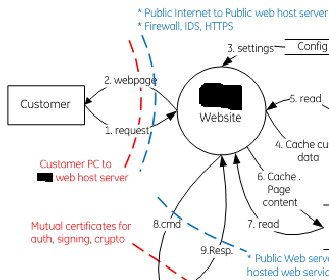 * Public Internet to Public web host server
* Firewall, IDS, HTTPS
3. settings
Config
2. webpage
Customer
Website
5. read
1. request
4. Cache cu
data
Customer PC to
web host server
6. Cache .
Page
content
Mutual certificates for
auth, signing, crypto
8.cmd
7. read
9.Resp.
* Public Web serve
hosted web servic